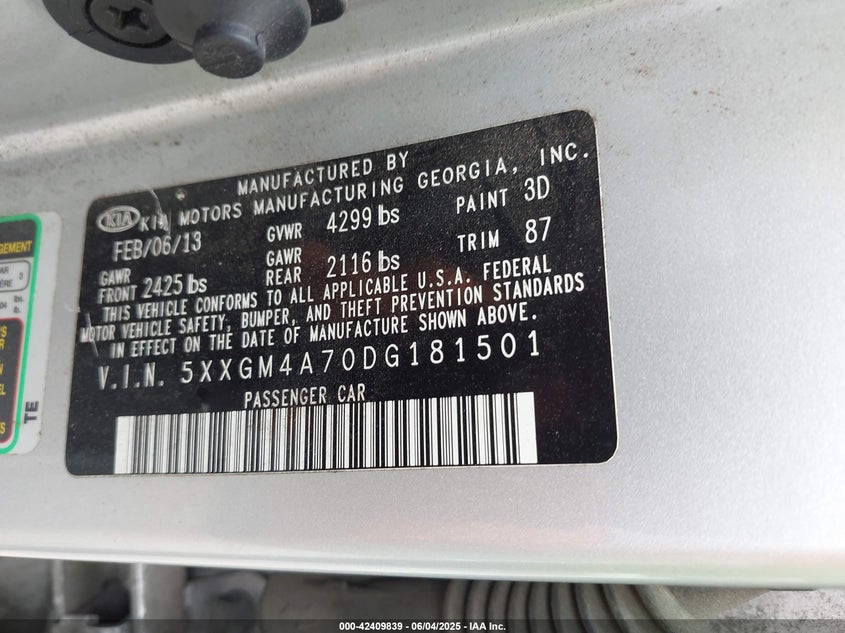 MANUFACTURED BY
KIA KIA MOTORS MANUFACTURING GEORGIA, INC.
FEB/06/13 GVWR 4299 lbs PAINT 3D
GAWR FRONT 2425 lbs GAWR REAR 2116 lbs TRIM 87
THIS VEHICLE CONFORMS TO ALL APPLICABLE U.S.A. FEDERAL
MOTOR VEHICLE SAFETY, BUMPER, AND THEFT PREVENTION STANDARDS
IN EFFECT ON THE DATE OF MANUFACTURE SHOWN ABOVE.
V.I.N. 5XXGM4A70DG181501
PASSENGER CAR
TE
000-42409839 - 06/04/2025 - IAA Inc.